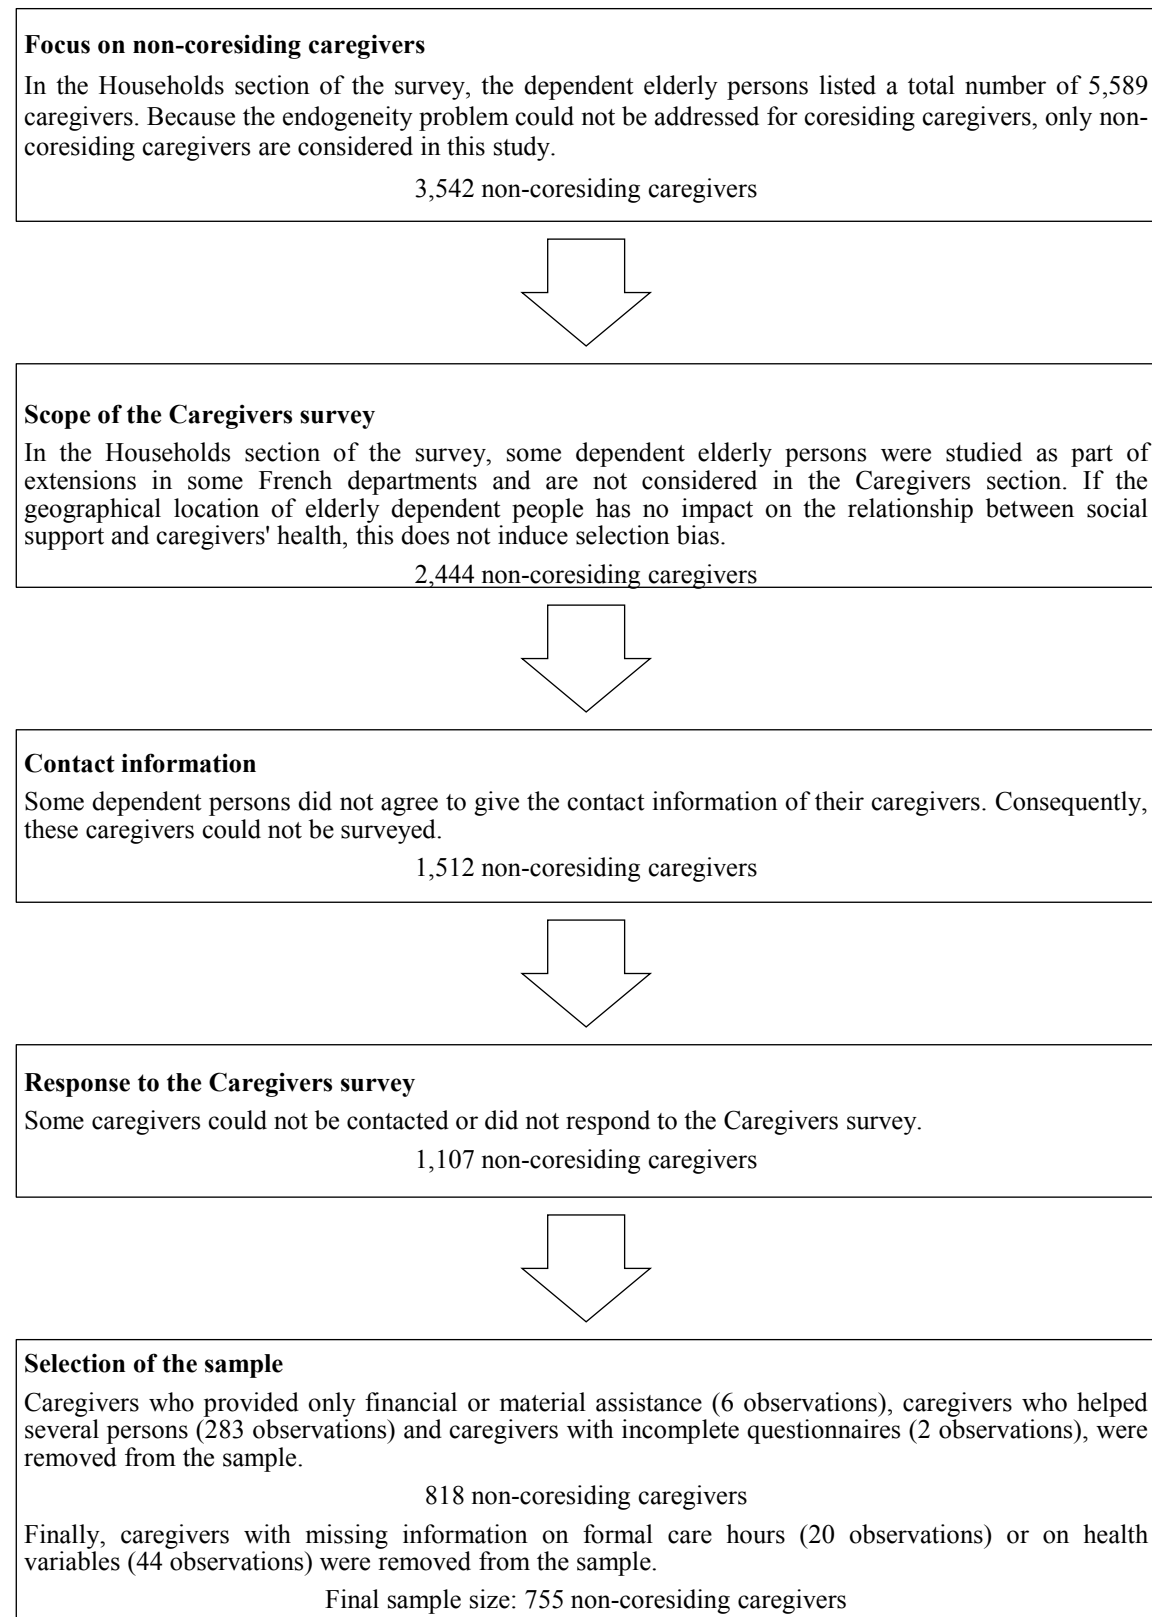 Focus on non-coresiding caregivers
In the Households section of the survey, the dependent elderly persons listed a total number of 5,589
caregivers. Because the endogeneity problem could not be addressed for coresiding caregivers, only non-
coresiding caregivers are considered in this study.
3,542 non-coresiding caregivers
Scope of the Caregivers survey
In the Households section of the survey, some dependent elderly persons were studied as part of
extensions in some French departments and are not considered in the Caregivers section. If the
geographical location of elderly dependent people has no impact on the relationship between social
support and caregivers' health, this does not induce selection bias.
2,444 non-coresiding caregivers
Contact information
Some dependent persons did not agree to give the contact information of their caregivers. Consequently,
these caregivers could not be surveyed.
1,512 non-coresiding caregivers
Response to the Caregivers survey
Some caregivers could not be contacted or did not respond to the Caregivers survey.
1,107 non-coresiding caregivers
Selection of the sample
Caregivers who provided only financial or material assistance (6 observations), caregivers who helped
several persons (283 observations) and caregivers with incomplete questionnaires (2 observations), were
removed from the sample.
818 non-coresiding caregivers
Finally, caregivers with missing information on formal care hours (20 observations) or on health
variables (44 observations) were removed from the sample.
Final sample size: 755 non-coresiding caregivers